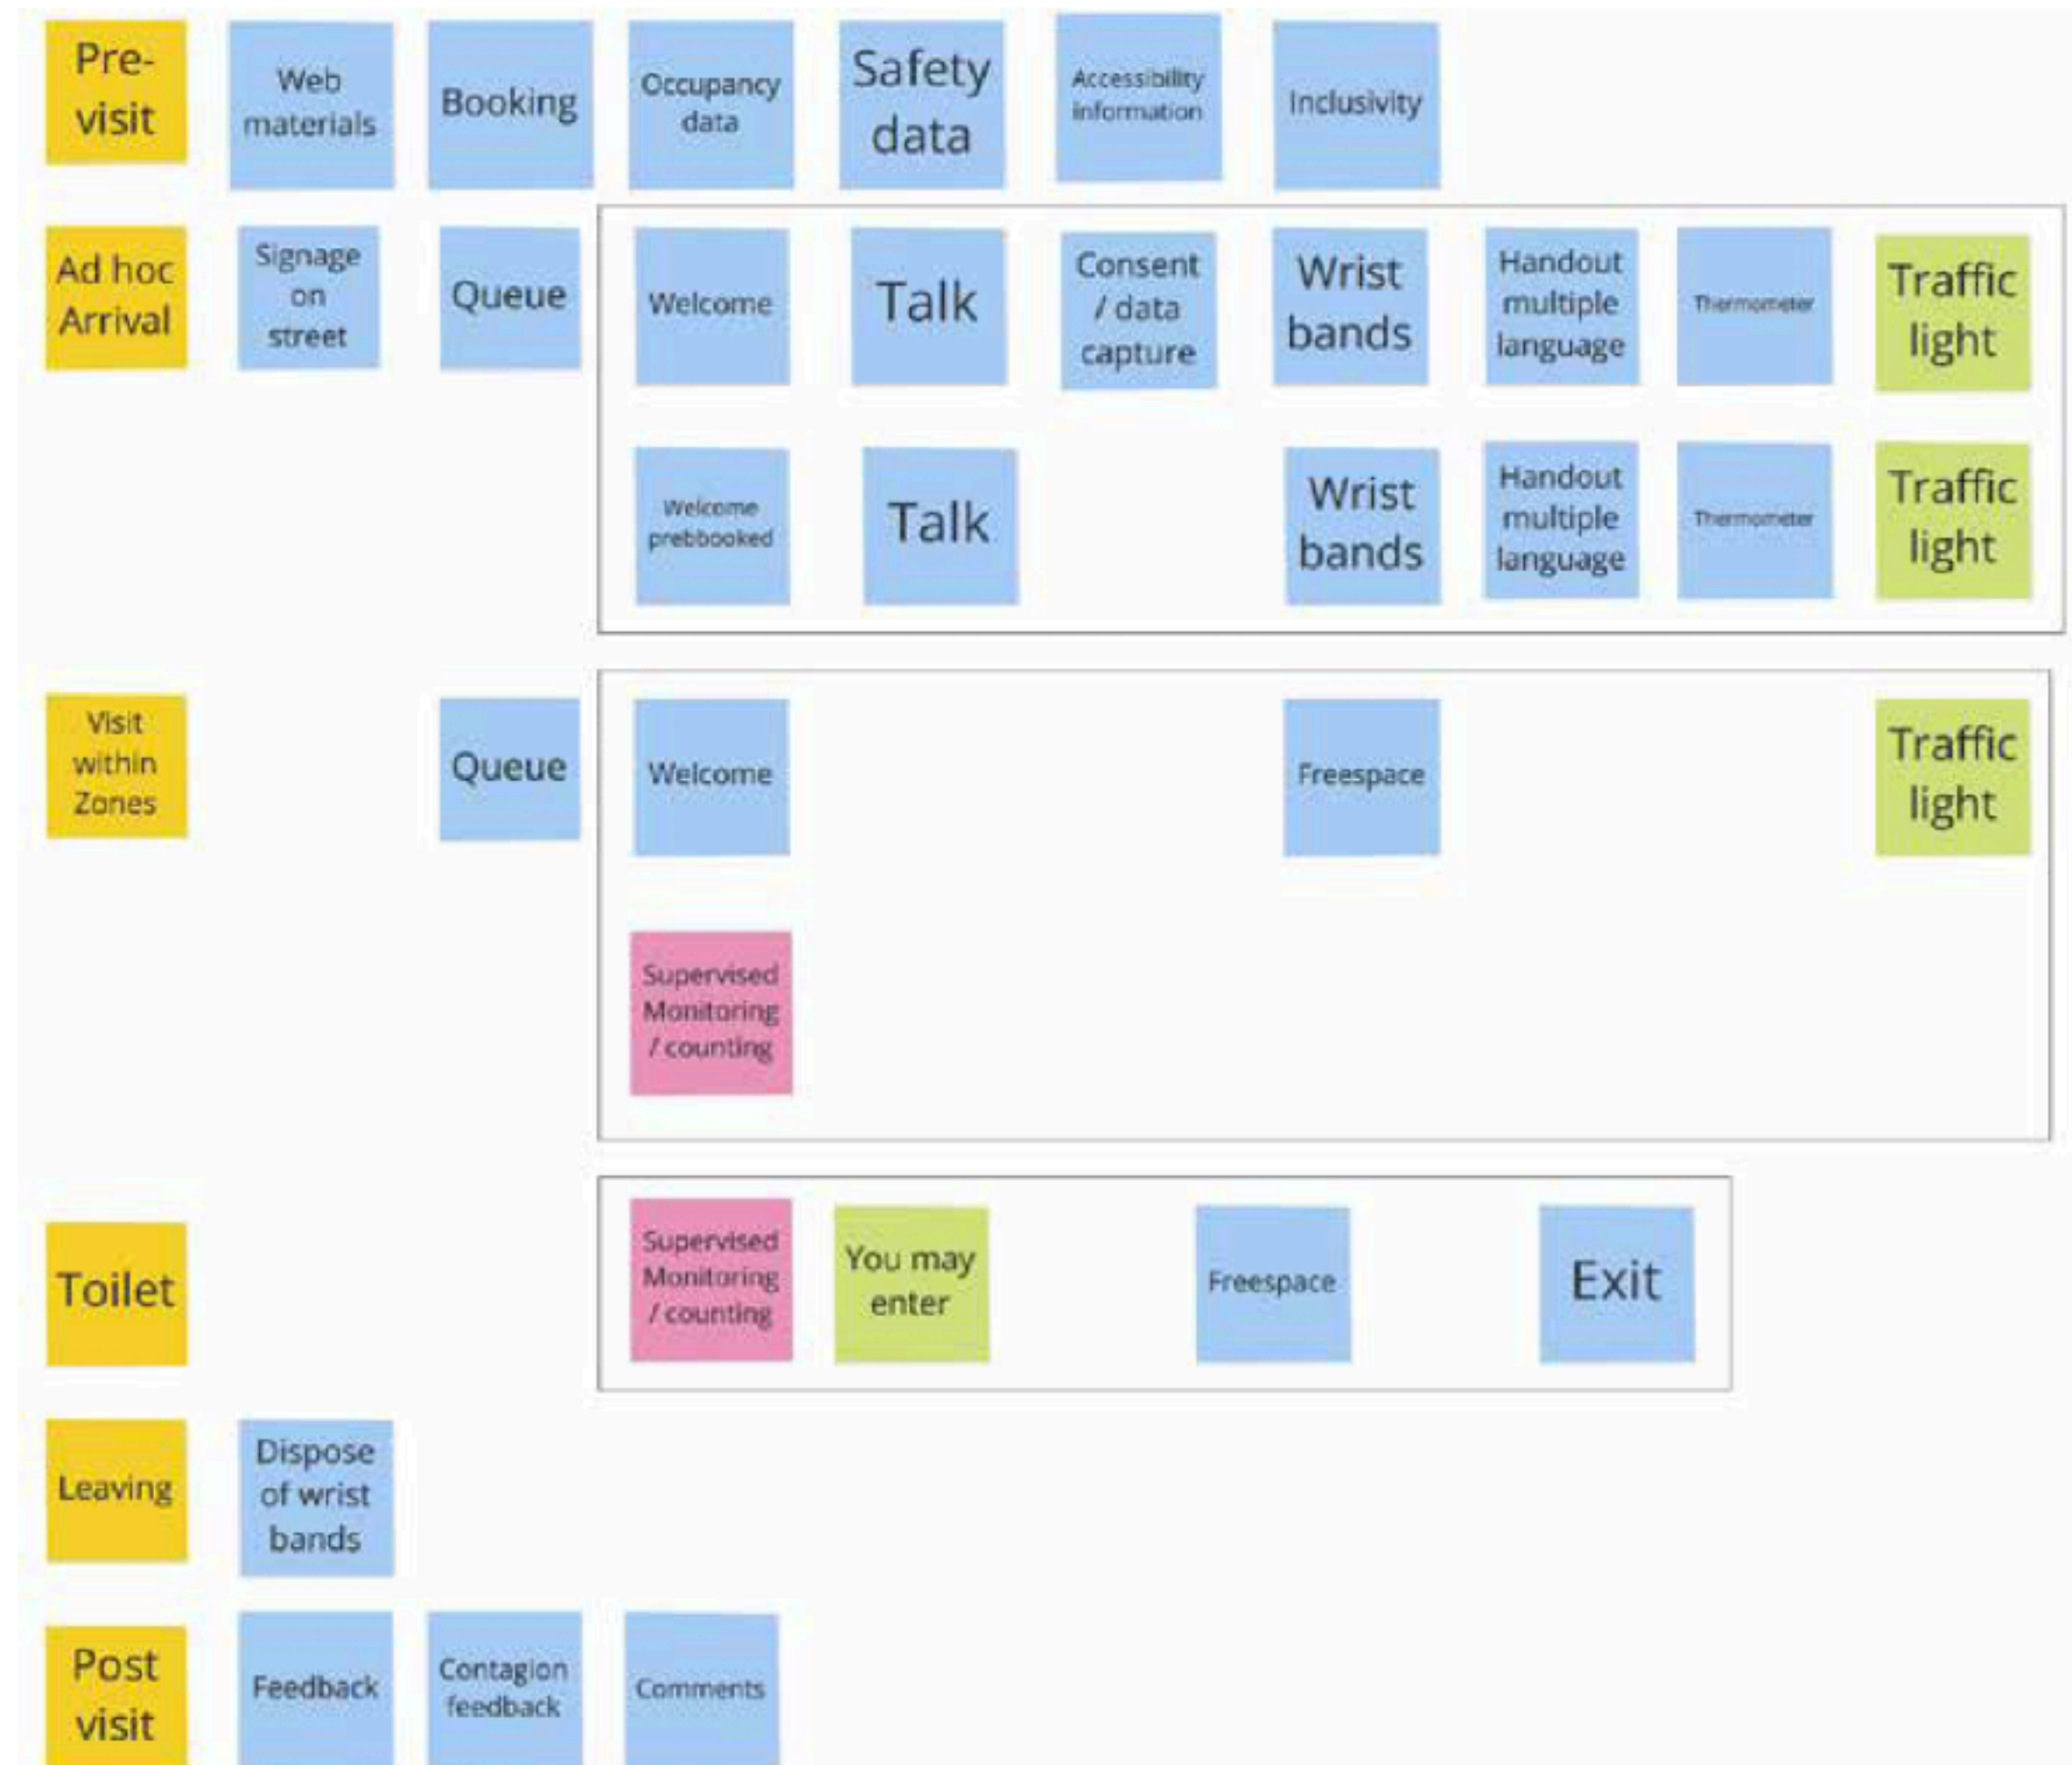 Pre-
visit
Web
materials
Booking
Occupancy
data
Safety
data
Accessibility
information
Inclusivity
Ad hoc
Arrival
Signage
on
street
Queue
Welcome
Talk
Consent
/ data
capture
Wrist
bands
Handout
multiple
language
Thermometer
Traffic
light
Welcome
prebbooked
Talk
Wrist
bands
Handout
multiple
language
Thermometer
Traffic
light
Visit
within
Zones
Queue
Welcome
Freespace
Traffic
light
Supervised
Monitoring
/ counting
Toilet
Supervised
Monitoring
/ counting
You may
enter
Freespace
Exit
Leaving
Dispose
of wrist
bands
Post
visit
Feedback
Contagion
feedback
Comments